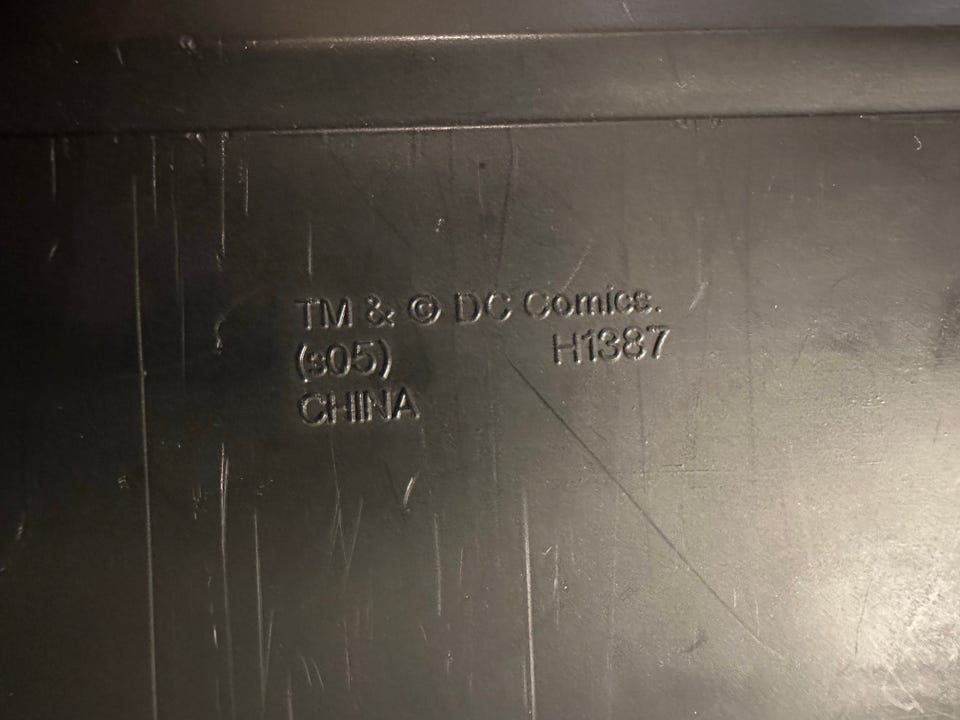 TM & © DC Comics.
(s05) H1387
CHINA